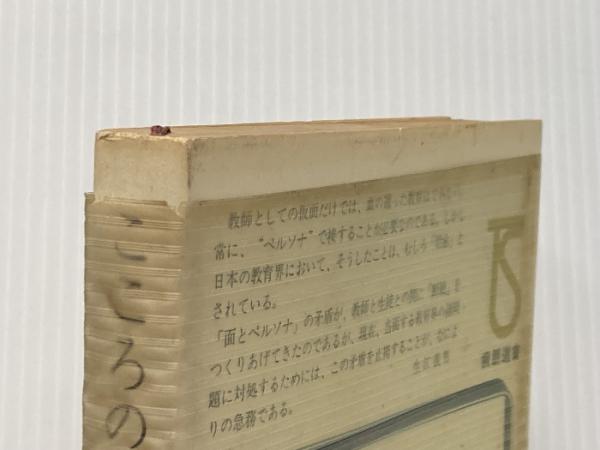 こころの
教師としての仮面だけでは、血の通った教育はできない。
常に、“ペルソナ”で接することが必要なのである。しかし
日本の教育界において、そうしたことは、むしろ
と
されている。
「面とペルソナ」の矛盾が、教師と生徒との間に「断絶」を
つくりあげてきたのであるが、現在、当面する教育界の諸問
題に対処するためには、この矛盾を止揚することが、なによ
りの急務である。
TS